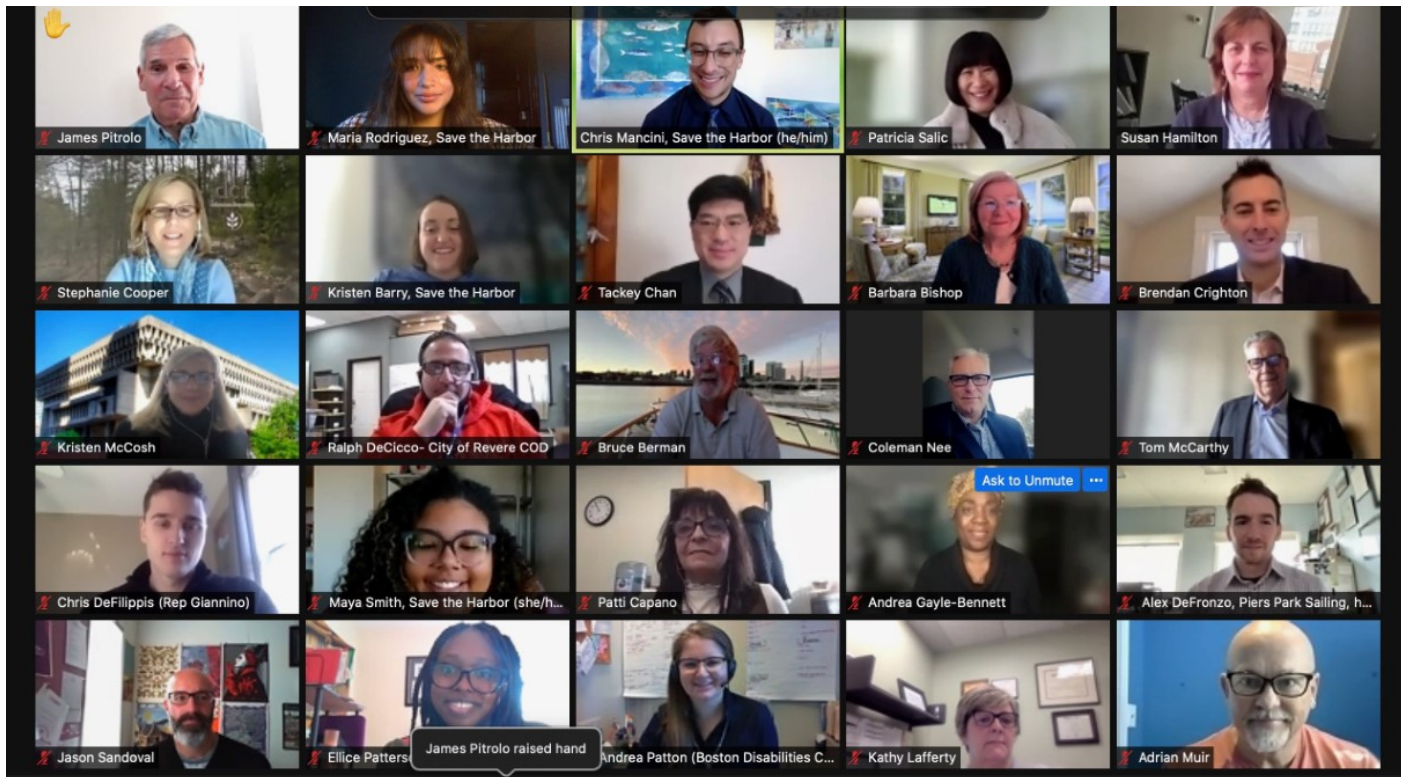 James Pitrolo
Maria Rodriguez, Save the Harbor
Chris Mancini, Save the Harbor (he/him)
Patricia Salic
Susan Hamilton
dcr
Stephanie Cooper
Kristen Barry, Save the Harbor
Tackey Chan
Barbara Bishop
Brendan Crighton
Kristen McCosh
Ralph DeCicco- City of Revere COD
Bruce Berman
Coleman Nee
Tom McCarthy
Ask to Unmute
Chris DeFilippis (Rep Giannino)
Maya Smith, Save the Harbor (she/h...
Patti Capano
Andrea Gayle-Bennett
Alex DeFronzo, Piers Park Sailing, h...
Jason Sandoval
Ellice Patters
James Pitrolo raised hand
Andrea Patton (Boston Disabilities C...
Kathy Lafferty
Adrian Muir